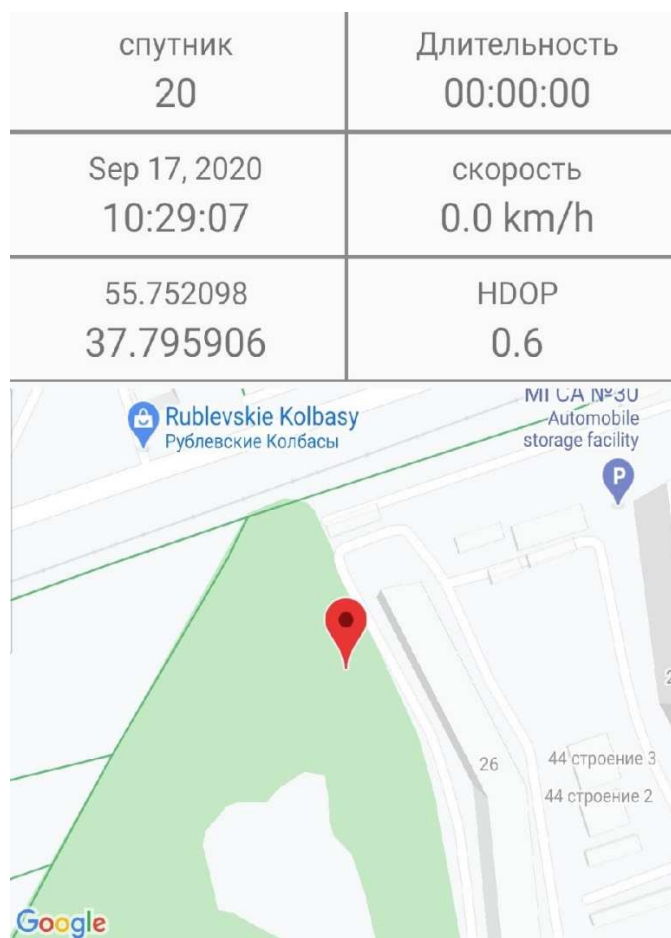 спутник
20
Длительность
00:00:00
Sep 17, 2020
10:29:07
скорость
0.0 km/h
55.752098
37.795906
HDOP
0.6
Rublevskie Kolbasy
Рублевские Колбасы
№30
Automobile
storage facility
P
26
44 строение 3
44 строение 2
2
Google